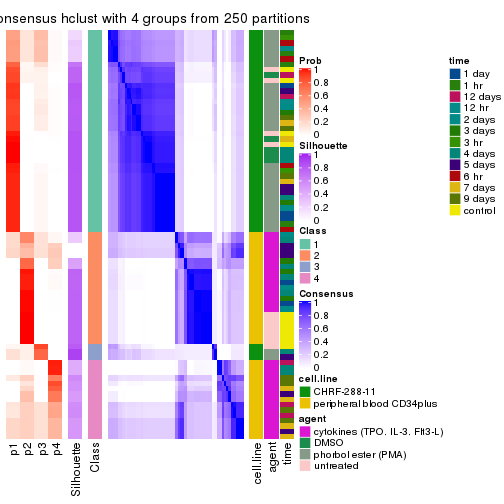 onsensus hclust with 4 groups from 250 partitions
Prob
1
0.8
0.6
0.4
0.2
0
Silhouette
1
0.8
0.6
0.4
0.2
0
Class
1
2
3
4
Consensus
1
0.8
0.6
0.4
0.2
0
cell.line
CHRF-288-11
peripheral blood CD34plus
agent
cytokines (TPO, IL-3, Flt3-L)
DMSO
phorbol ester (PMA)
untreated
time
1 day
1 hr
12 days
12 hr
2 days
3 days
3 hr
4 days
5 days
6 hr
7 days
9 days
control
p1
p2
p3
p4
Silhouette
Class
cell.line
agent
time